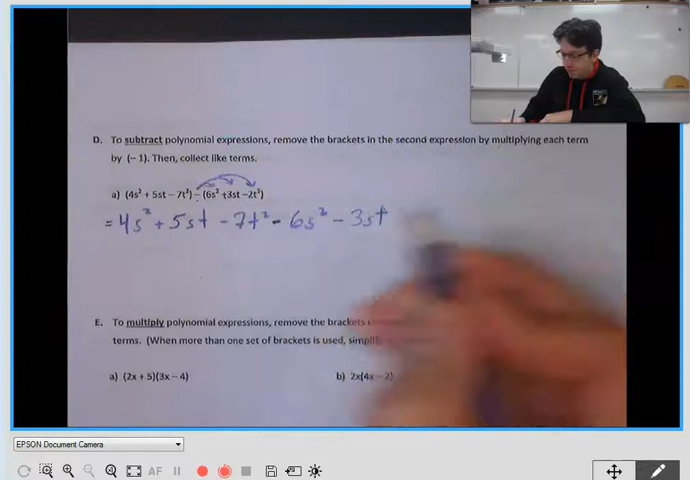 D. To subtract polynomial expressions, remove the brackets in the second expression by multiplying each term
by (−1). Then, collect like terms.
a) (4s² + 5st − 7t²) − (6s² +3st −2t²)
= 4s² + 5st − 7t² − 6s² − 3st
E. To multiply polynomial expressions, remove the brackets
terms. (When more than one set of brackets is used,
a) (2x + 5)(3x − 4)
b) 2x(4x − 2)
EPSON Document Camera
AF